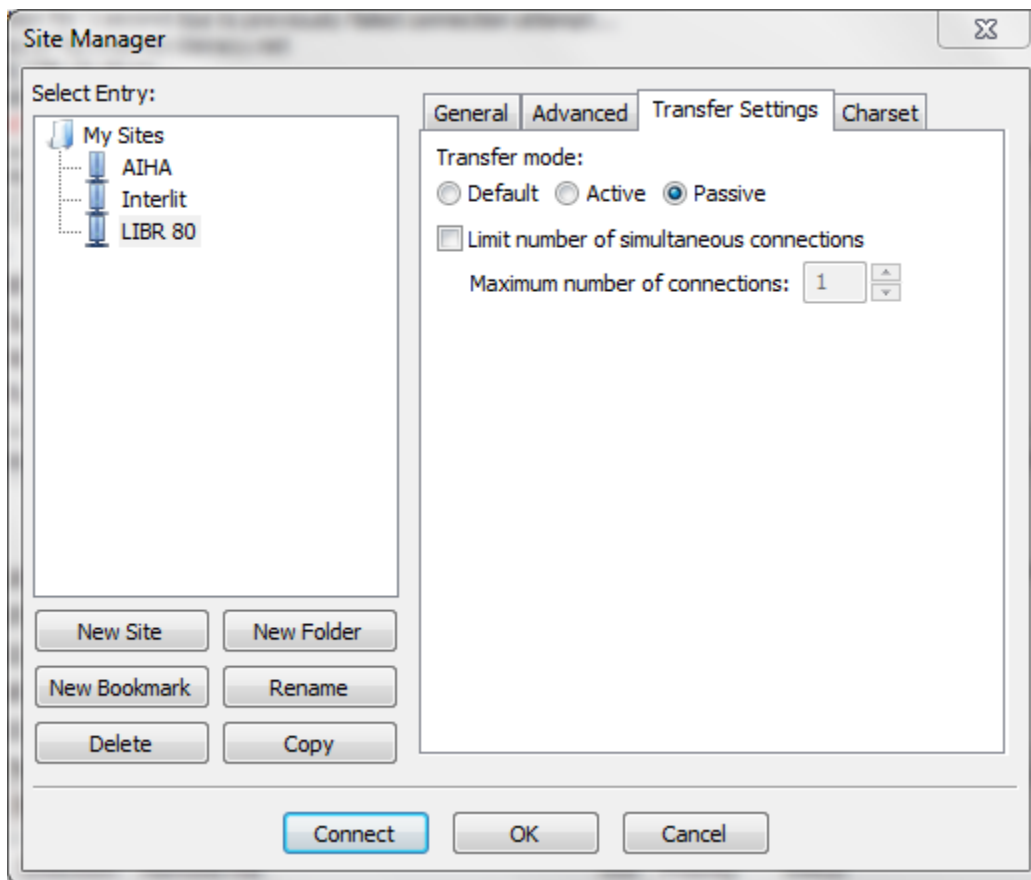 Site Manager
Select Entry:
My Sites
AIHA
Interlit
LIBR 80
New Site
New Folder
New Bookmark
Rename
Delete
Copy
General
Advanced
Transfer Settings
Charset
Transfer mode:
Default
Active
Passive
Limit number of simultaneous connections
Maximum number of connections: 1
Connect
OK
Cancel